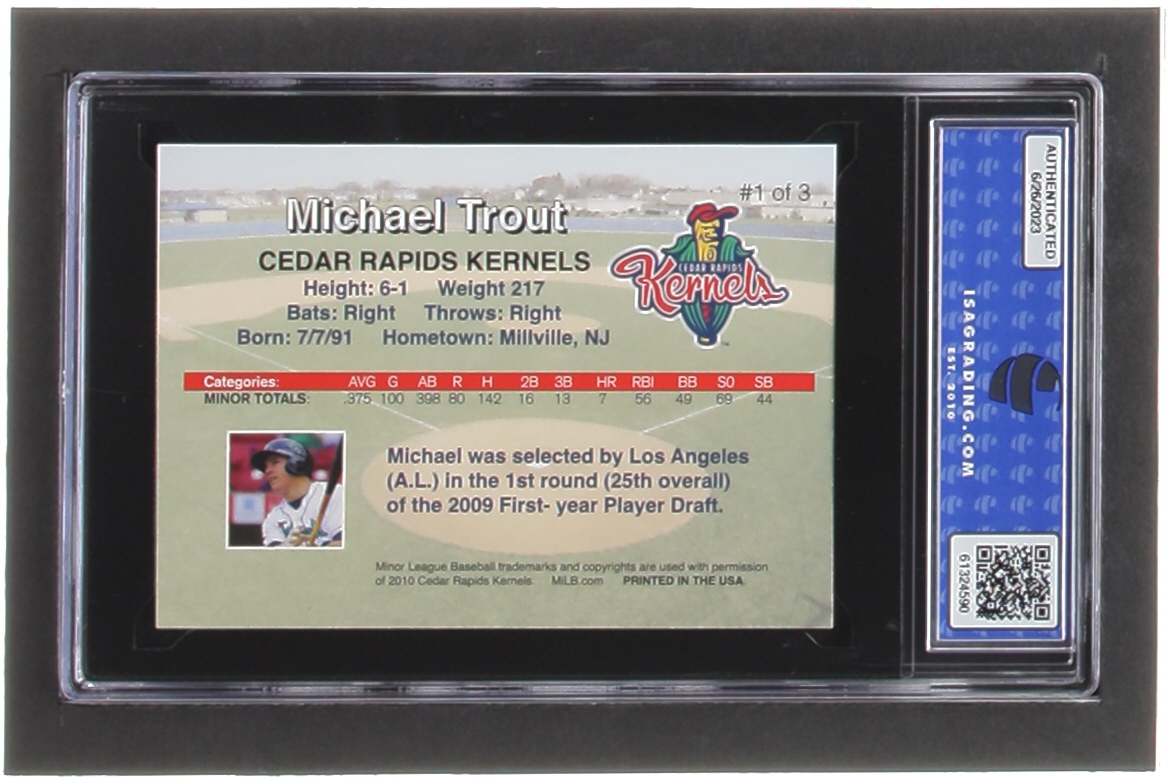 #1 of 3
Michael Trout
CEDAR RAPIDS KERNELS
Height: 6-1 Weight 217
Bats: Right Throws: Right
Born: 7/7/91 Hometown: Millville, NJ
CEDAR RAPIDS
Kernels
TM
Categories: AVG G AB R H 2B 3B HR RBI BB SO SB
MINOR TOTALS: .375 100 398 80 142 16 13 7 56 49 69 44
Michael was selected by Los Angeles
(A.L.) in the 1st round (25th overall)
of the 2009 First- year Player Draft.
Minor League Baseball trademarks and copyrights are used with permission
of 2010 Cedar Rapids Kernels. MiLB.com PRINTED IN THE USA.
AUTHENTICATED
6/26/2023
ISAGRADING.COM
EST. 2010
61324590